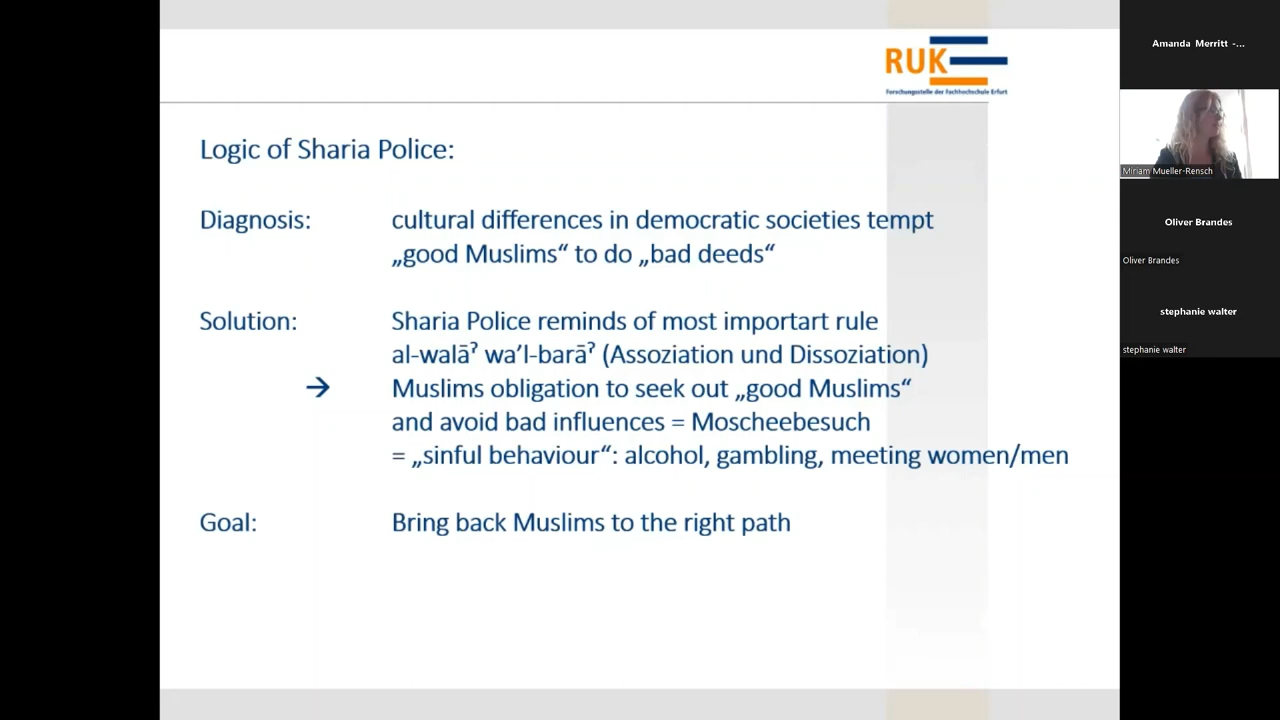 RUK
Forschungsstelle der Fachhochschule Erfurt
Logic of Sharia Police:
Diagnosis: cultural differences in democratic societies tempt
„good Muslims“ to do „bad deeds“
Solution: Sharia Police reminds of most importart rule
al-walāʾ wa’l-barāʾ (Assoziation und Dissoziation)
→ Muslims obligation to seek out „good Muslims“
and avoid bad influences = Moscheebesuch
= „sinful behaviour“: alcohol, gambling, meeting women/men
Goal: Bring back Muslims to the right path
Amanda Merritt -...
Miriam Mueller-Rensch
Oliver Brandes
Oliver Brandes
stephanie walter
stephanie walter